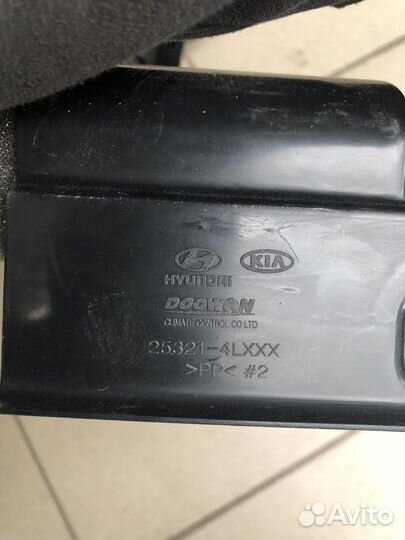 HYUNDAI KIA
DOOWON
CLIMATE CONTROL CO LTD
25321-4LXXX
>PP< #2
Avito